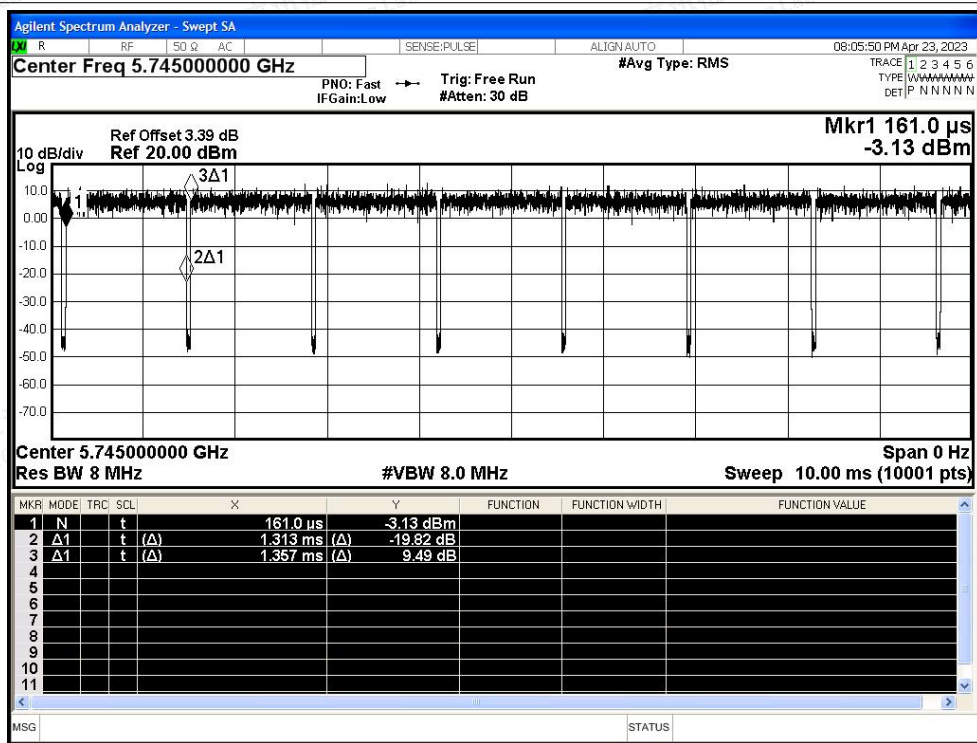 Agilent Spectrum Analyzer - Swept SA
LXI R RF 50 Ω AC SENSE:PULSE ALIGN AUTO 08:05:50 PM Apr 23, 2023
Center Freq 5.745000000 GHz #Avg Type: RMS TRACE 1 2 3 4 5 6
PNO: Fast Trig: Free Run TYPE WWWWWW
IFGain:Low #Atten: 30 dB DET P N N N N N
Mkr1 161.0 µs
Ref Offset 3.39 dB
10 dB/div Ref 20.00 dBm -3.13 dBm
Log
3Δ1
10.0
1
0.00
-10.0
2Δ1
-20.0
-30.0
-40.0
-50.0
-60.0
-70.0
Center 5.745000000 GHz Span 0 Hz
Res BW 8 MHz #VBW 8.0 MHz Sweep 10.00 ms (10001 pts)
MKR MODE TRC SCL X Y FUNCTION FUNCTION WIDTH FUNCTION VALUE
1 N t 161.0 µs -3.13 dBm
2 Δ1 t (Δ) 1.313 ms (Δ) -19.82 dB
3 Δ1 t (Δ) 1.357 ms (Δ) 9.49 dB
4
5
6
7
8
9
10
11
MSG STATUS